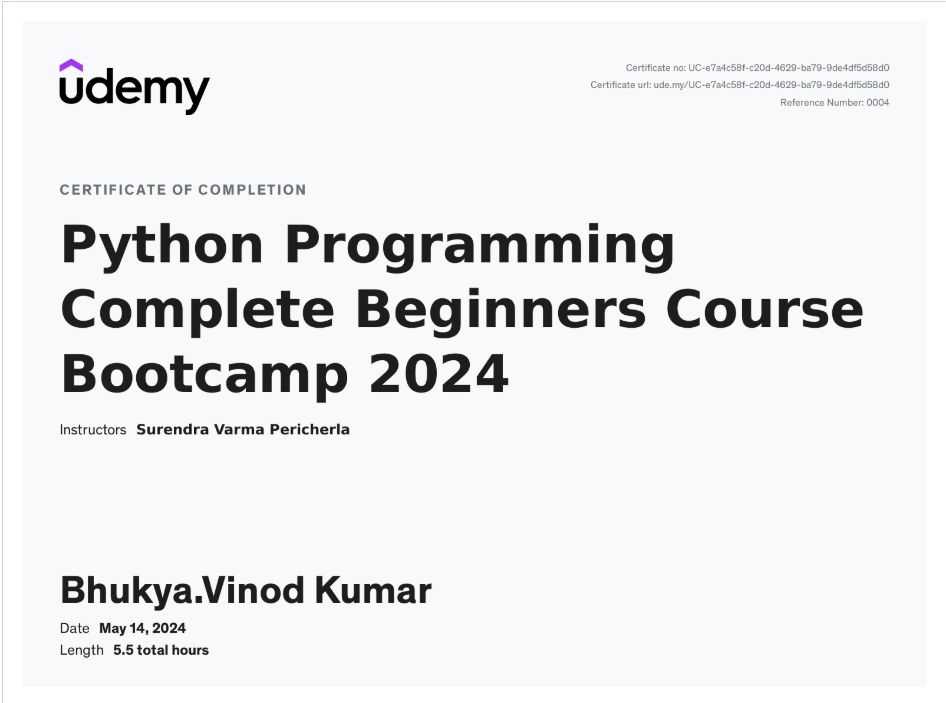 udemy
Certificate no: UC-e7a4c58f-c20d-4629-ba79-9de4df5d58d0
Certificate url: ude.my/UC-e7a4c58f-c20d-4629-ba79-9de4df5d58d0
Reference Number: 0004
CERTIFICATE OF COMPLETION
Python Programming
Complete Beginners Course
Bootcamp 2024
Instructors Surendra Varma Pericherla
Bhukya.Vinod Kumar
Date May 14, 2024
Length 5.5 total hours